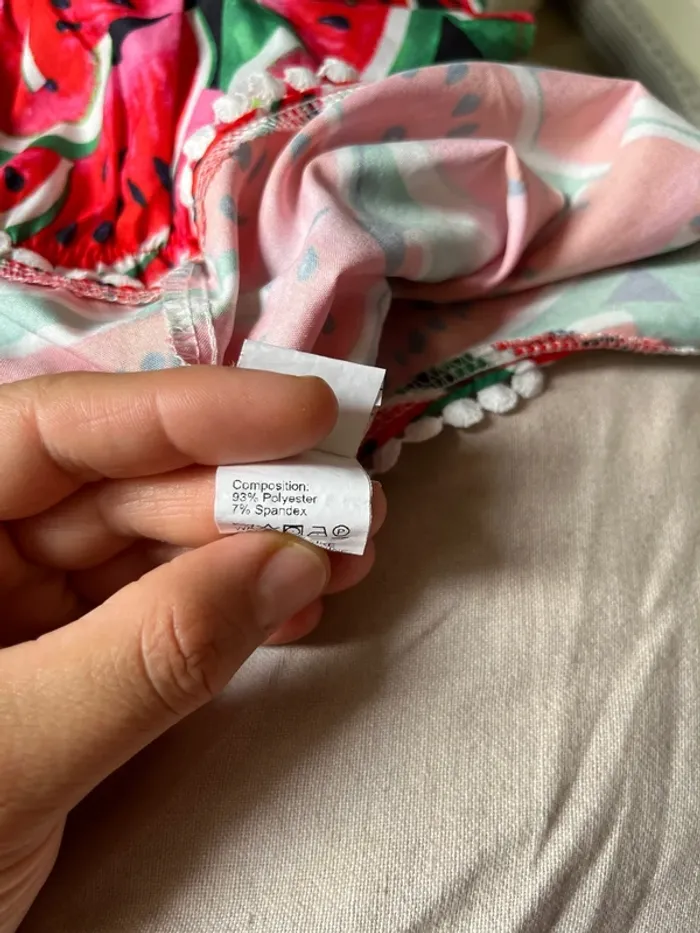 Composition:
93% Polyester
7% Spandex
P